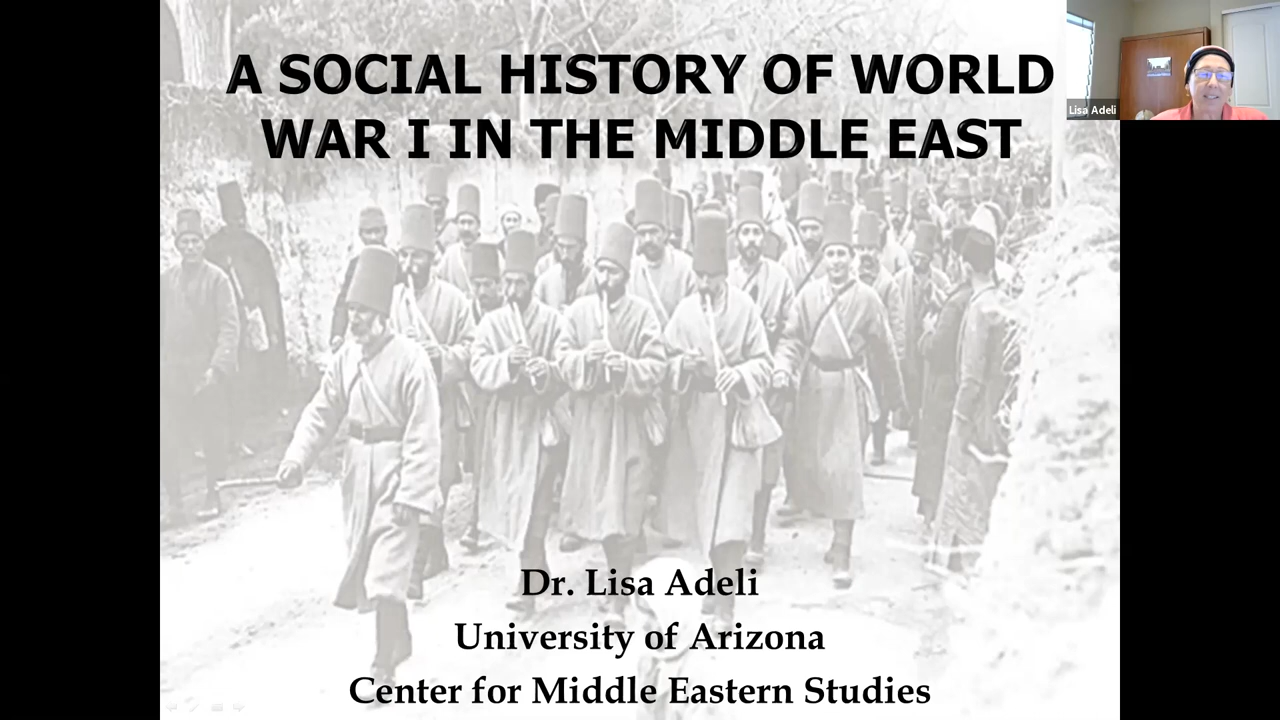 A SOCIAL HISTORY OF WORLD
WAR I IN THE MIDDLE EAST
Lisa Adeli
Dr. Lisa Adeli
University of Arizona
Center for Middle Eastern Studies